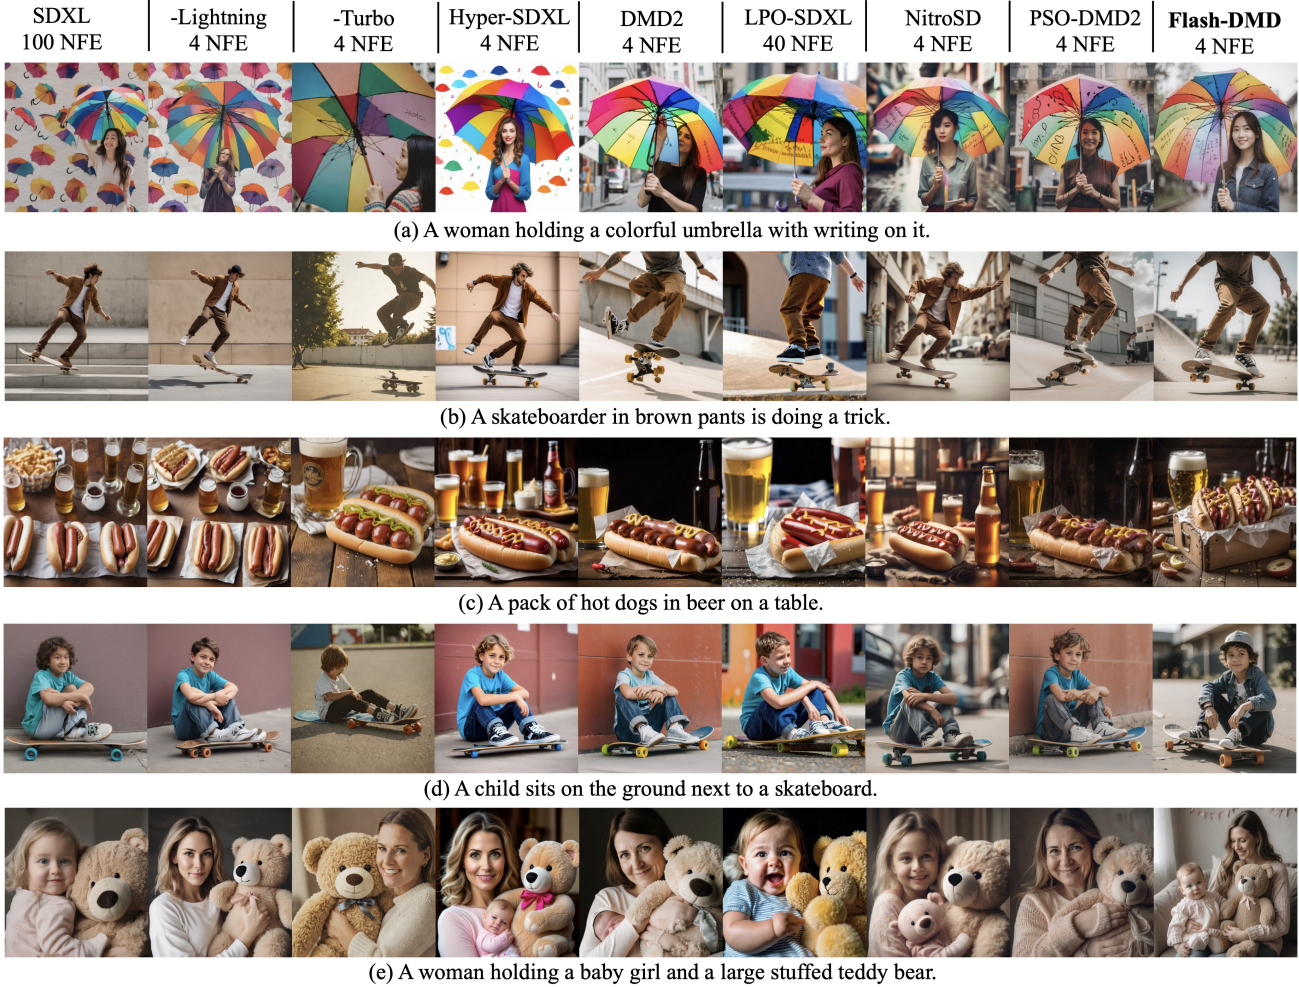 SDXL -Lightning -Turbo Hyper-SDXL DMD2 LPO-SDXL NitroSD PSO-DMD2 Flash-DMD
100 NFE 4 NFE 4 NFE 4 NFE 4 NFE 40 NFE 4 NFE 4 NFE 4 NFE
(a) A woman holding a colorful umbrella with writing on it.
(b) A skateboarder in brown pants is doing a trick.
(c) A pack of hot dogs in beer on a table.
(d) A child sits on the ground next to a skateboard.
(e) A woman holding a baby girl and a large stuffed teddy bear.